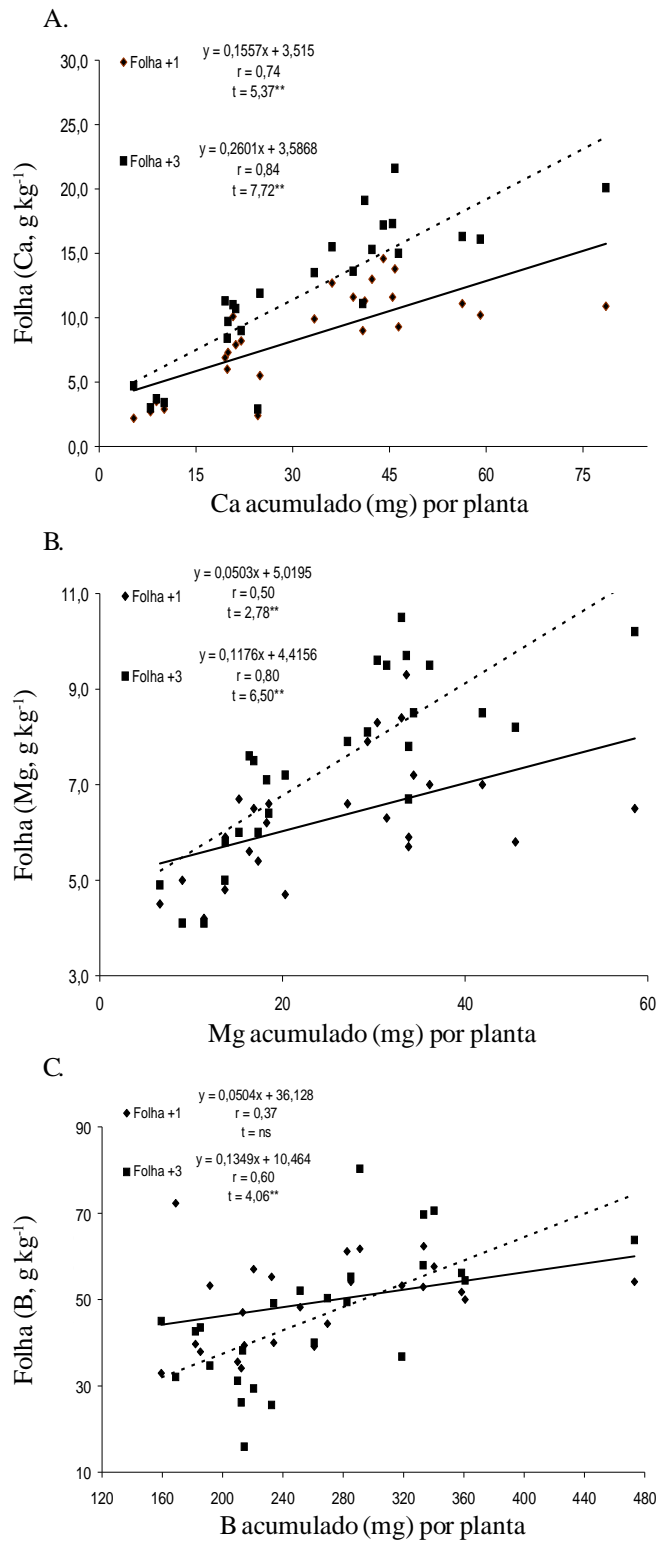 A.
30,0
25,0
20,0
15,0
10,0
5,0
0,0
Folha (Ca, g kg⁻¹)
Folha +1
y = 0,1557x + 3,515
r = 0,74
t = 5,37**
Folha +3
y = 0,2601x + 3,5868
r = 0,84
t = 7,72**
0 15 30 45 60 75
Ca acumulado (mg) por planta
B.
11,0
9,0
7,0
5,0
3,0
Folha (Mg, g kg⁻¹)
Folha +1
y = 0,0503x + 5,0195
r = 0,50
t = 2,78**
Folha +3
y = 0,1176x + 4,4156
r = 0,80
t = 6,50**
0 20 40 60
Mg acumulado (mg) por planta
C.
90
70
50
30
10
Folha (B, g kg⁻¹)
Folha +1
y = 0,0504x + 36,128
r = 0,37
t = ns
Folha +3
y = 0,1349x + 10,464
r = 0,60
t = 4,06**
120 160 200 240 280 320 360 400 440 480
B acumulado (mg) por planta